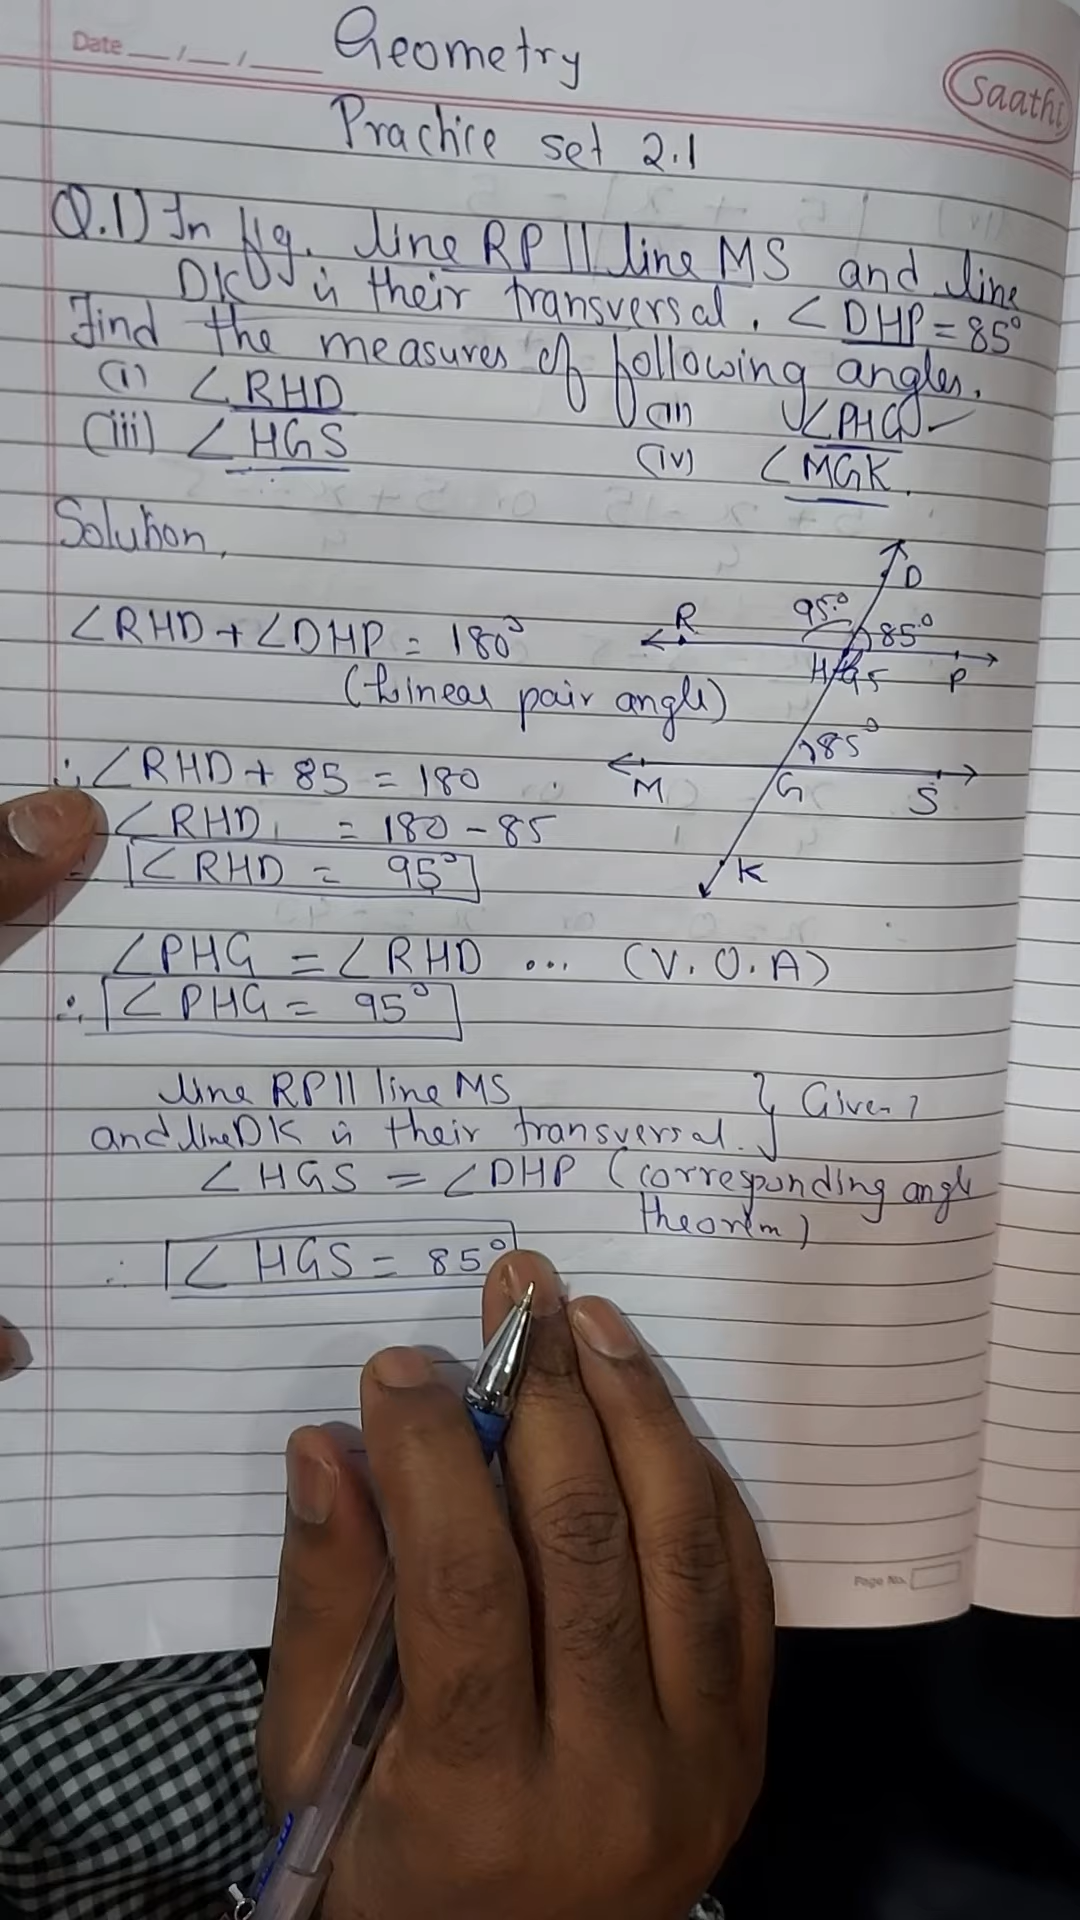 Date __/__/____ Geometry
Saathi
Practice set 2.1
Q.1) In fig. line RP || line MS and line
DK is their transversal. ∠DHP = 85°
Find the measures of following angles.
(i) ∠RHD (ii) ∠PHG
(iii) ∠HGS (iv) ∠MGK.
Solution,
D
95° 85°
R H P
∠RHD + ∠DHP = 180°
(Linear pair angle)
85°
M G S
K
∴ ∠RHD + 85 = 180
∠RHD = 180 - 85
∠RHD = 95°
∠PHG = ∠RHD ... (V.O.A)
∴ ∠PHG = 95°
line RP || line MS } Given
and line DK is their transversal.
∠HGS = ∠DHP (corresponding angle
theorem)
∴ ∠HGS = 85°
Page No.